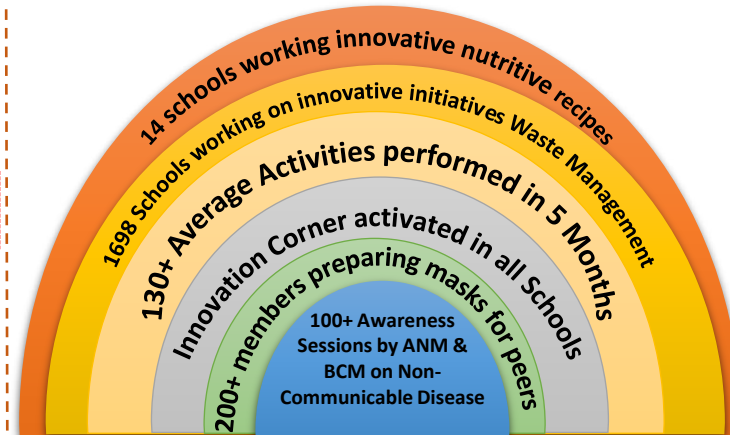 14 schools working innovative nutritive recipes
1698 Schools working on innovative initiatives Waste Management
130+ Average Activities performed in 5 Months
Innovation Corner activated in all Schools
200+ members preparing masks for peers
100+ Awareness
Sessions by ANM &
BCM on Non-
Communicable Disease